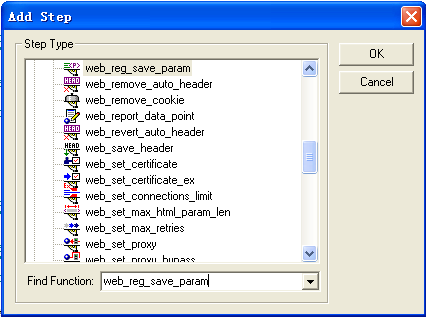 Add Step
Step Type
web_reg_save_param
web_remove_auto_header
web_remove_cookie
web_report_data_point
web_revert_auto_header
web_save_header
web_set_certificate
web_set_certificate_ex
web_set_connections_limit
web_set_max_html_param_len
web_set_max_retries
web_set_proxy
web_set_proxy_bypass
Find Function: web_reg_save_param
OK
Cancel